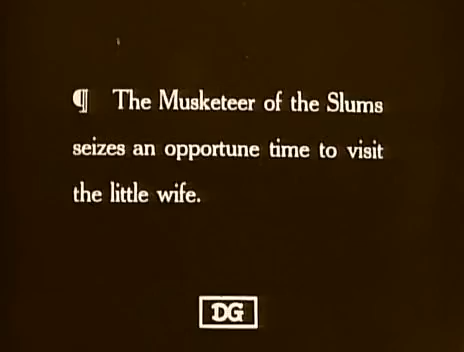 ¶ The Musketeer of the Slums
seizes an opportune time to visit
the little wife.
DG